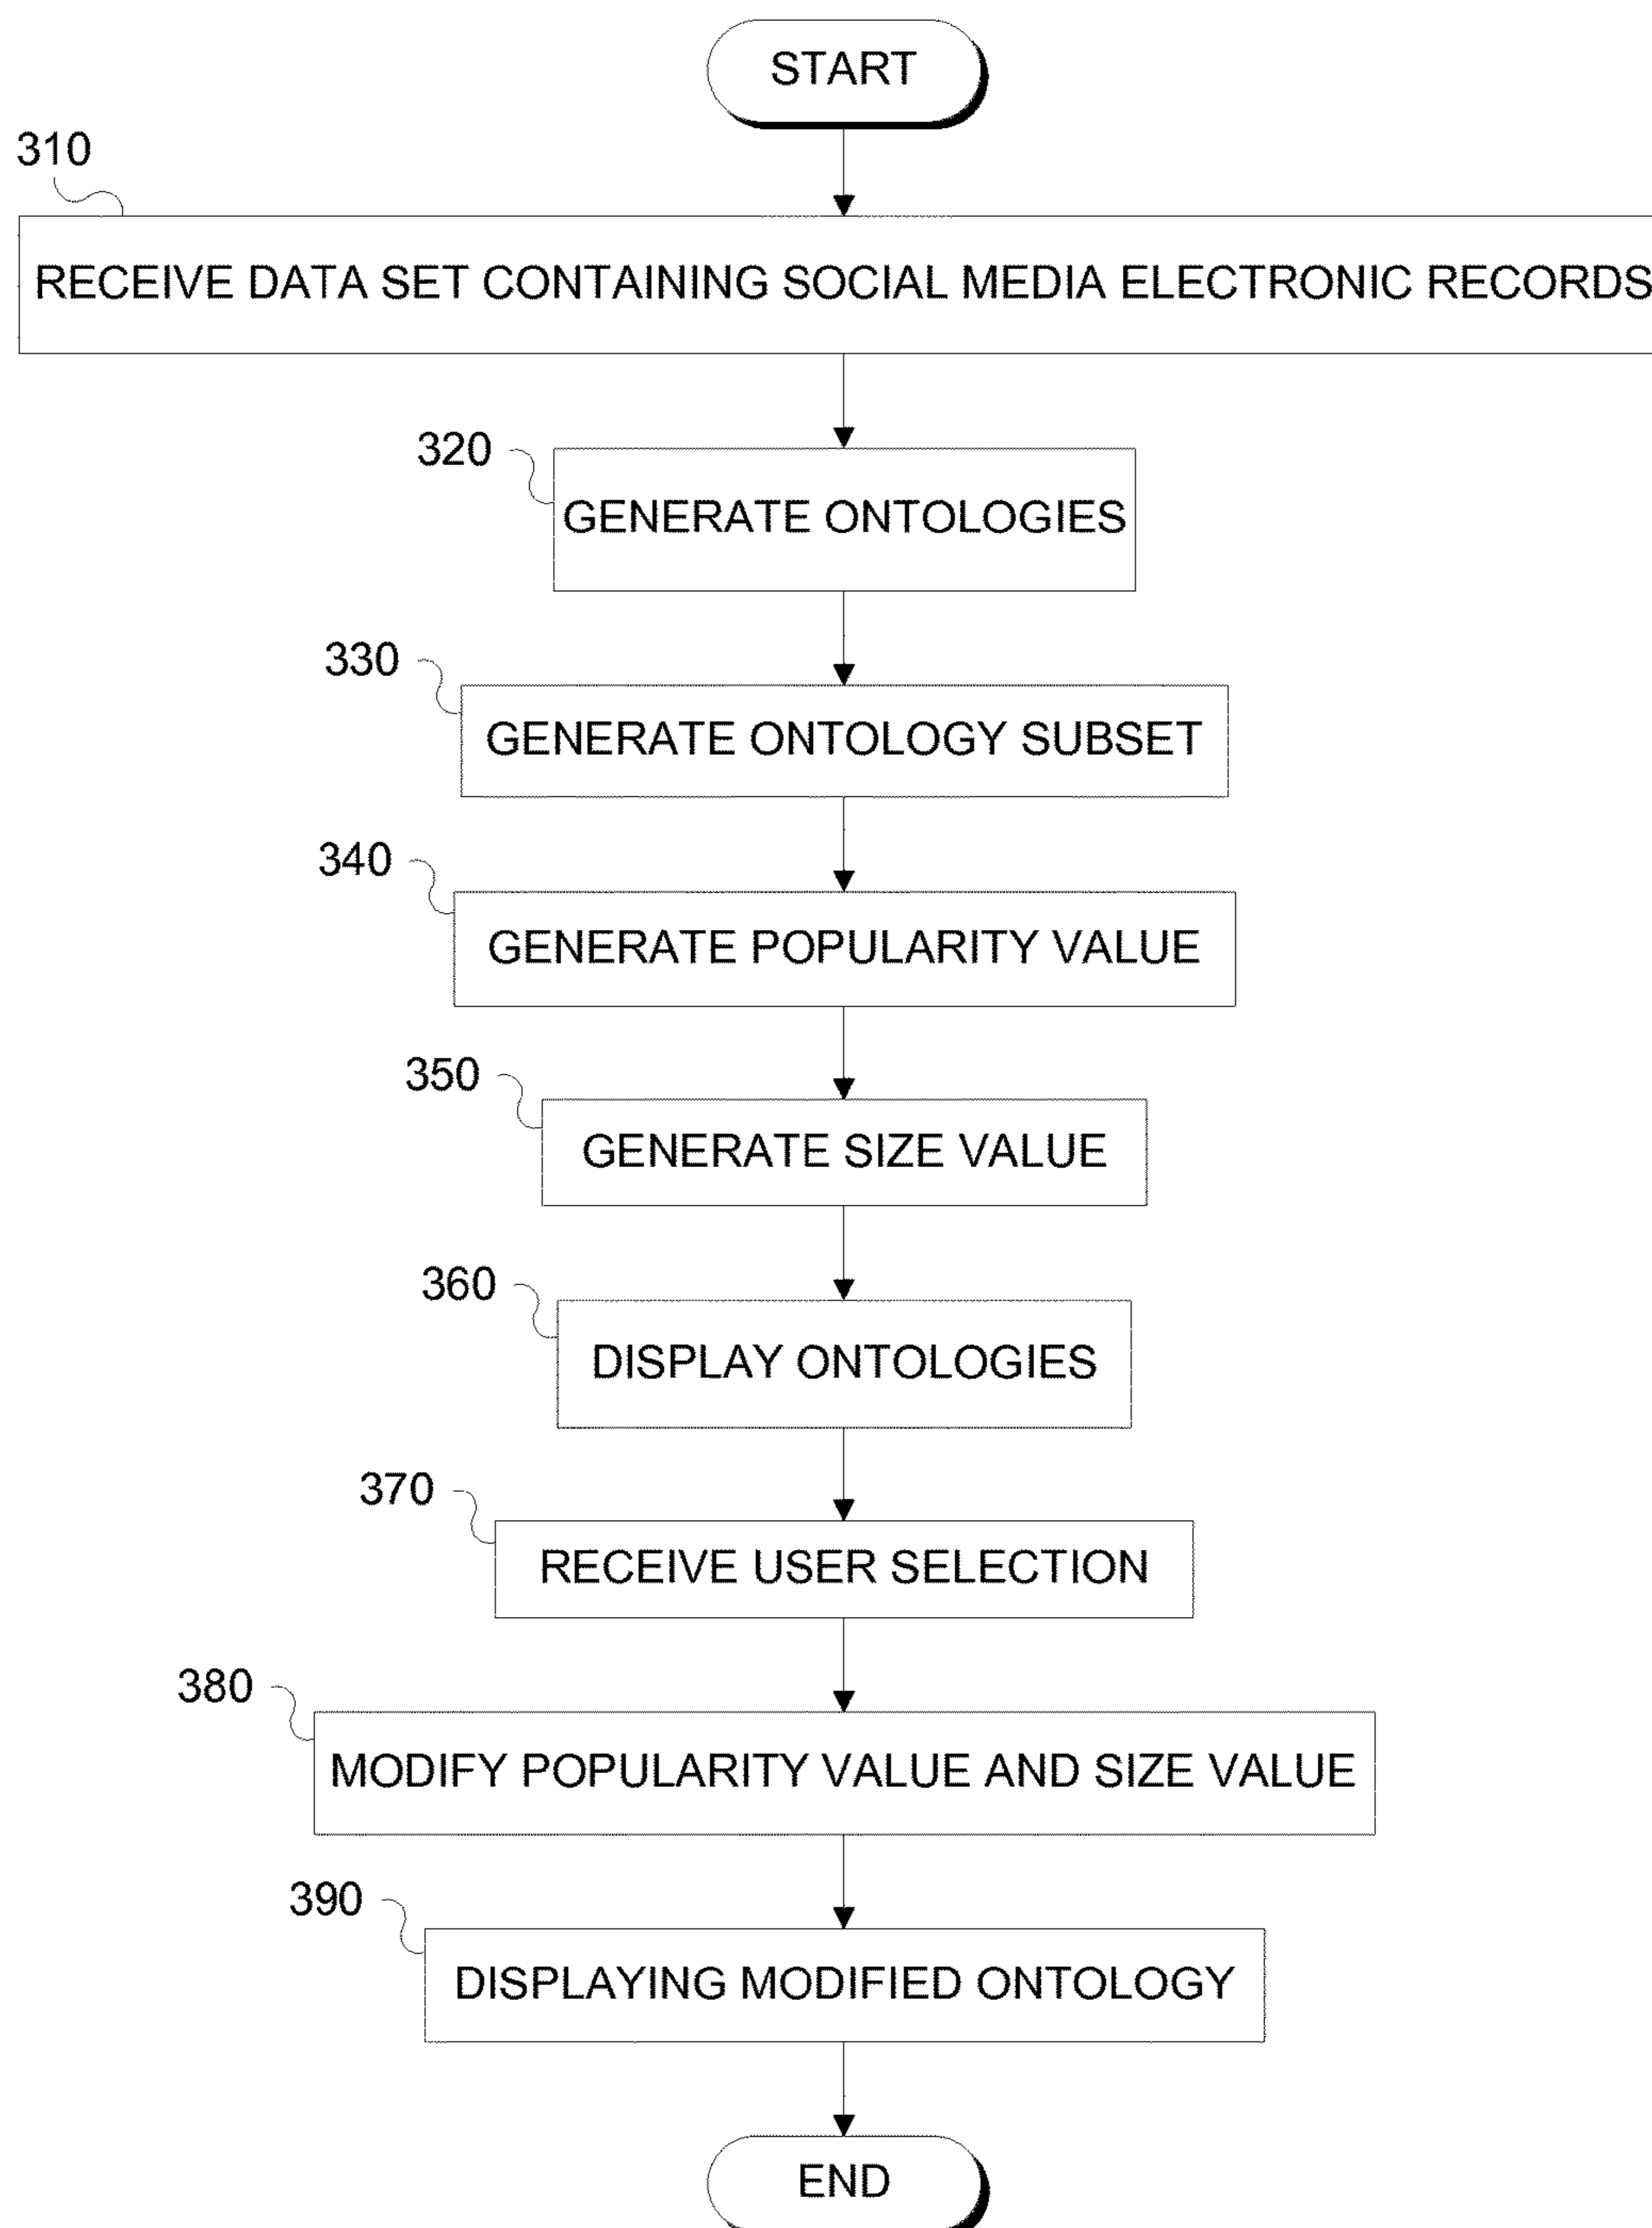 START
310
RECEIVE DATA SET CONTAINING SOCIAL MEDIA ELECTRONIC RECORDS
320
GENERATE ONTOLOGIES
330
GENERATE ONTOLOGY SUBSET
340
GENERATE POPULARITY VALUE
350
GENERATE SIZE VALUE
360
DISPLAY ONTOLOGIES
370
RECEIVE USER SELECTION
380
MODIFY POPULARITY VALUE AND SIZE VALUE
390
DISPLAYING MODIFIED ONTOLOGY
END